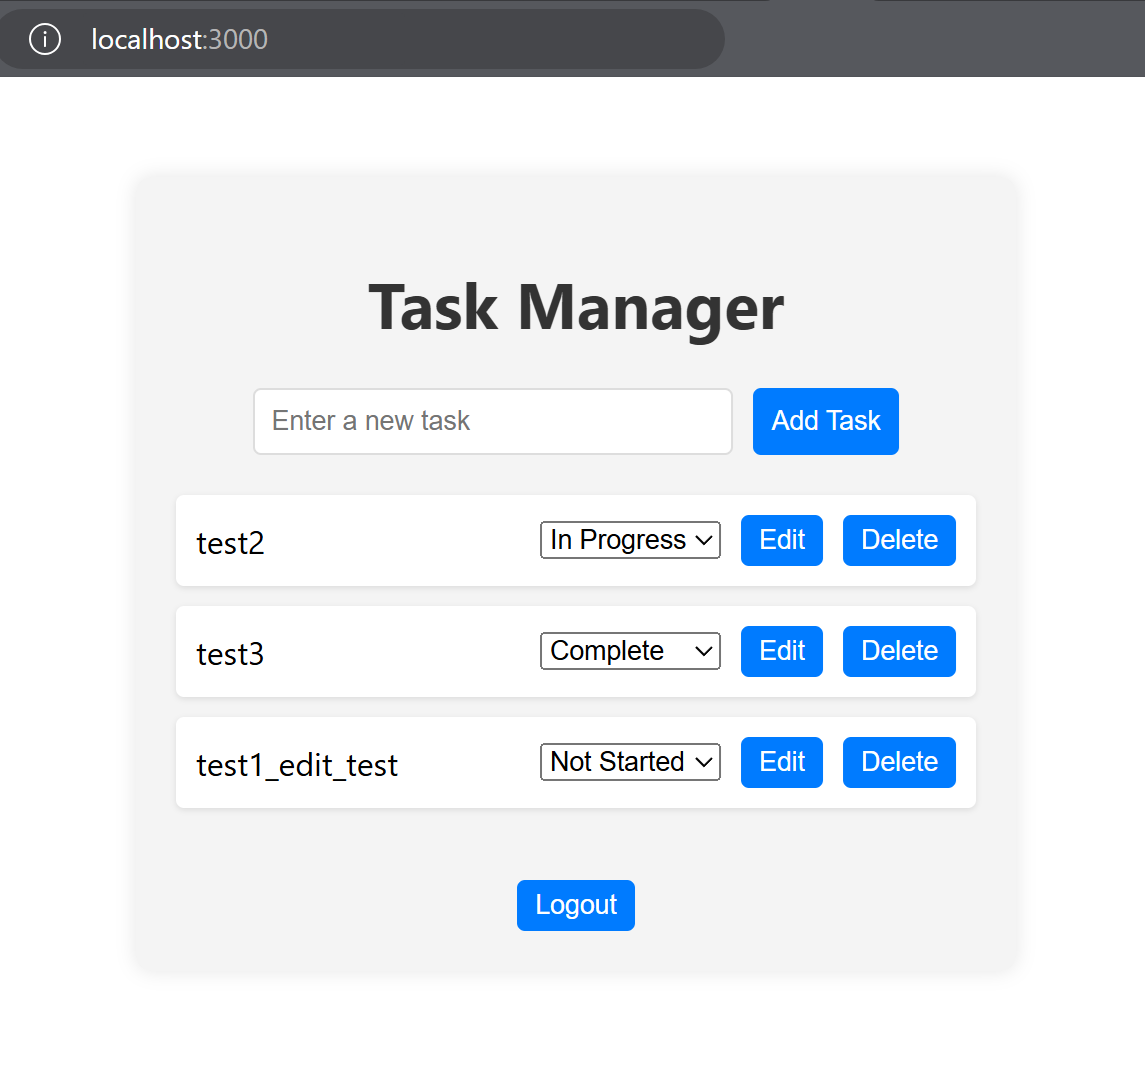 localhost:3000
Task Manager
Enter a new task Add Task
test2 In Progress Edit Delete
test3 Complete Edit Delete
test1_edit_test Not Started Edit Delete
Logout